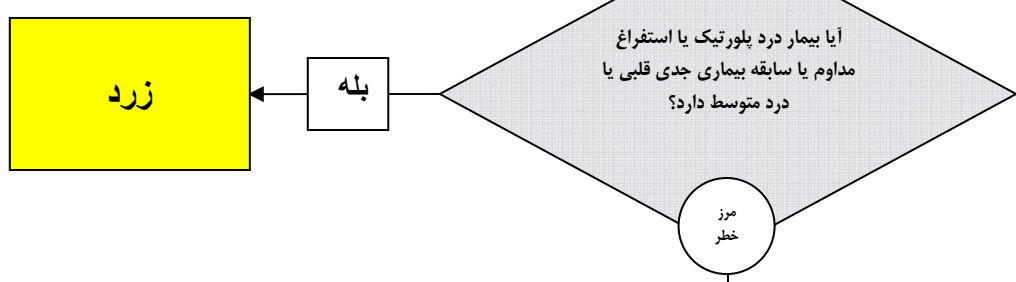 آیا بیمار درد پلورتیک یا استفراغ
مداوم یا سابقه بیماری جدی قلبی یا
درد متوسط دارد؟
بله
زرد
مرز
خطر